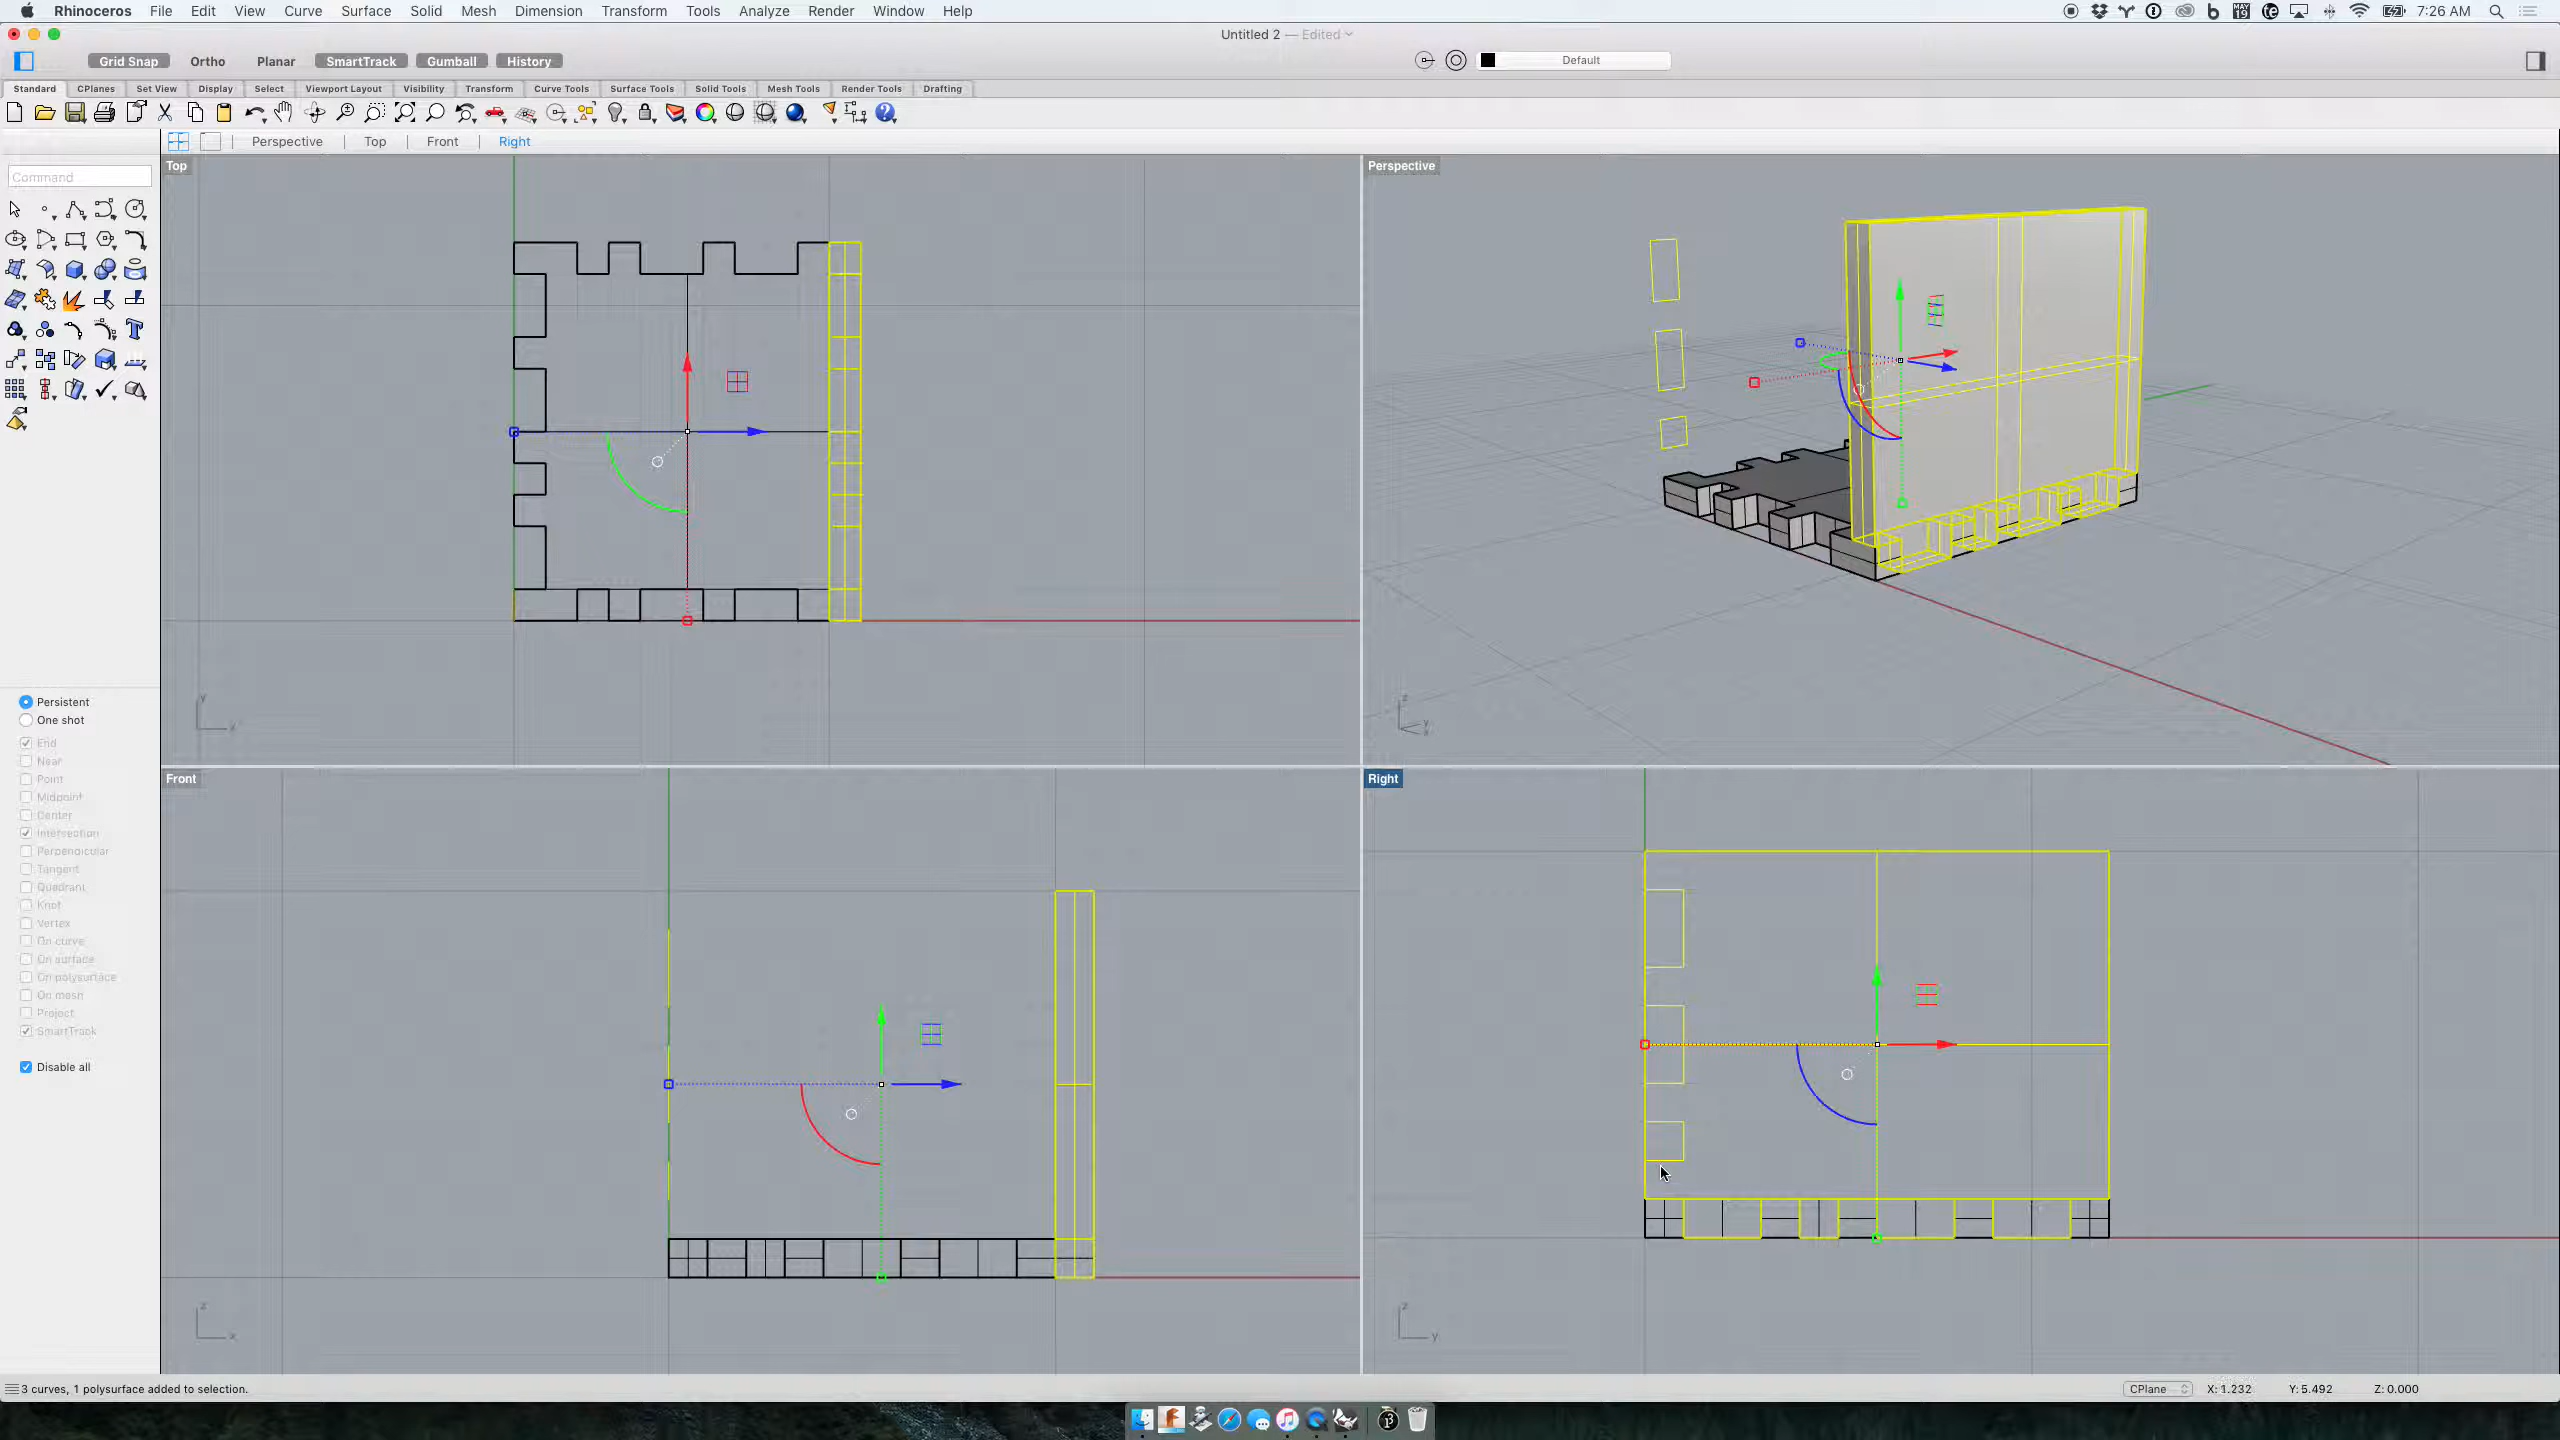 Rhinoceros File Edit View Curve Surface Solid Mesh Dimension Transform Tools Analyze Render Window Help
MAY 19 7:26 AM
Untitled 2 — Edited
Grid Snap Ortho Planar SmartTrack Gumball History Default
Standard CPlanes Set View Display Select Viewport Layout Visibility Transform Curve Tools Surface Tools Solid Tools Mesh Tools Render Tools Drafting
Perspective Top Front Right
Command
Top
Perspective
Front
Right
Persistent
One shot
End
Near
Point
Midpoint
Center
Intersection
Perpendicular
Tangent
Quadrant
Knot
Vertex
On curve
On surface
On polysurface
On mesh
Project
SmartTrack
Disable all
y
x
z
y
x
z
x
z
y
3 curves, 1 polysurface added to selection.
CPlane X: 1.232 Y: 5.492 Z: 0.000